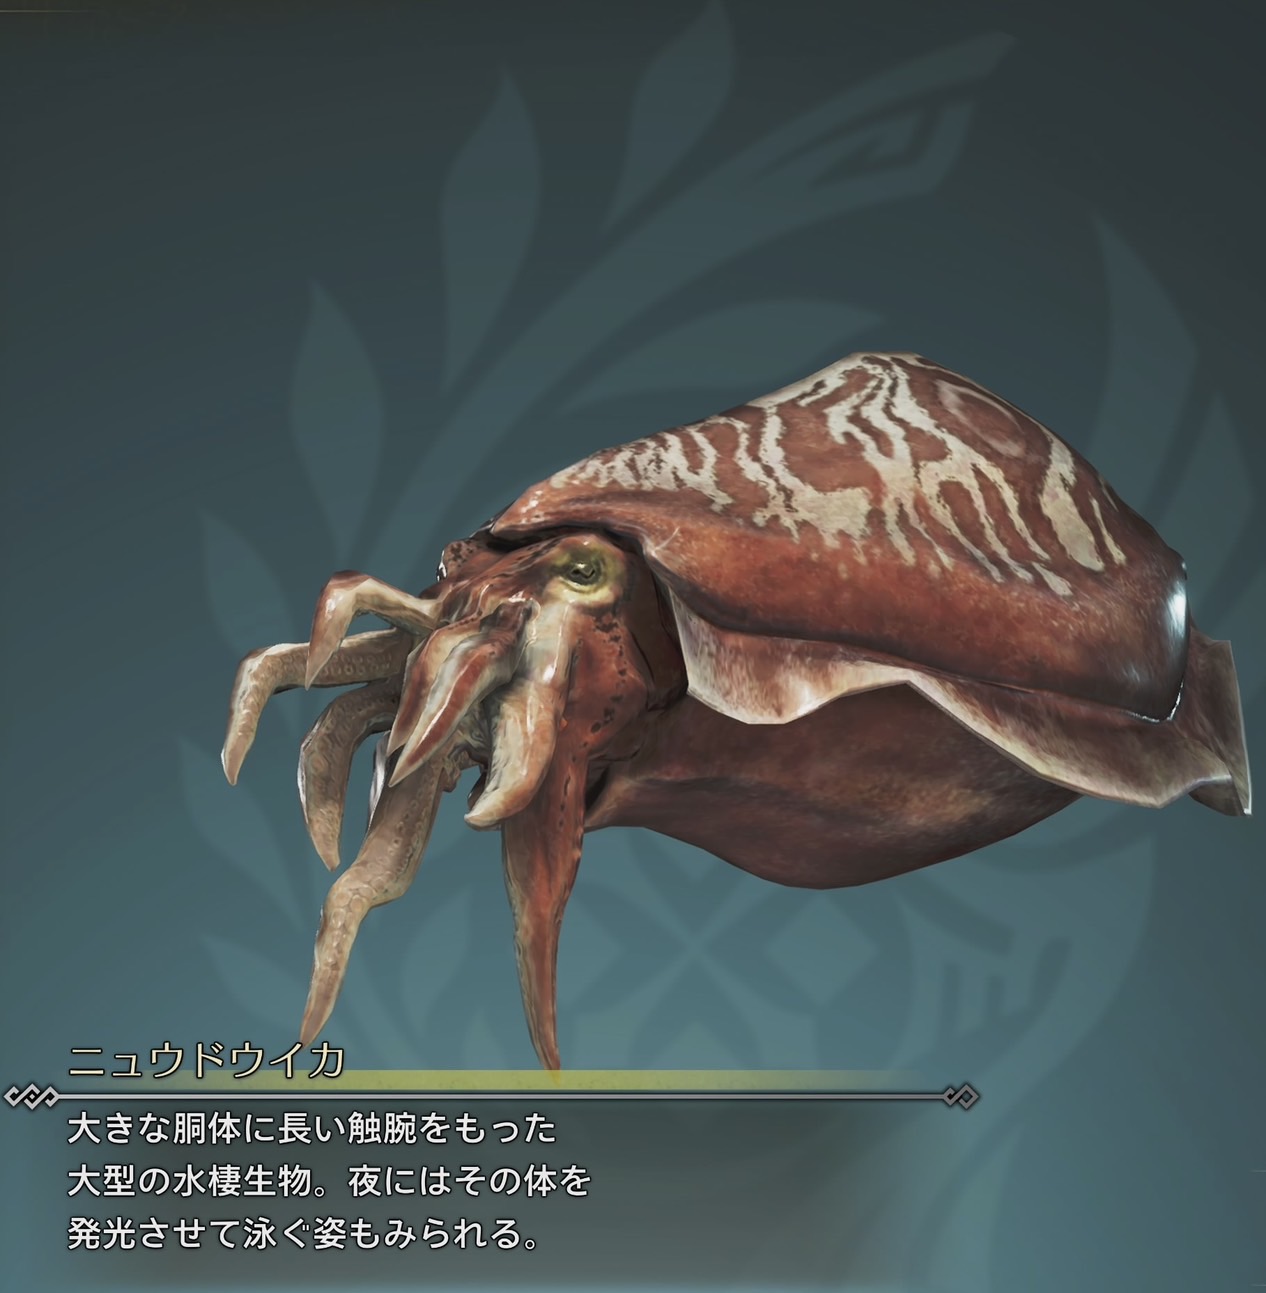 ニュウドウイカ
大きな胴体に長い触腕をもった
大型の水棲生物。夜にはその体を
発光させて泳ぐ姿もみられる。